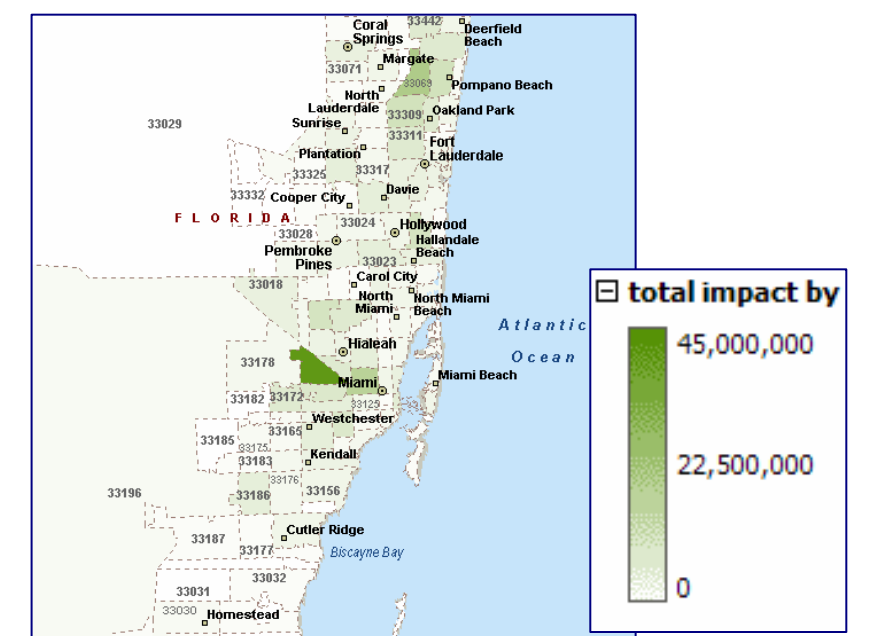 33442
Coral
Springs
Deerfield
Beach
Margate
33071
33069
Pompano Beach
North
Lauderdale
33309
Oakland Park
Sunrise
33029
33311
Fort
Lauderdale
Plantation
33325
33317
33332
Cooper City
Davie
F L O R I D A
33024
Hollywood
33028
Hallandale
Beach
Pembroke
Pines
33023
Carol City
33018
North
Miami
North Miami
Beach
Atlantic
Ocean
Hialeah
33178
Miami
Miami Beach
33182
33172
33125
Westchester
33165
33185
33175
33183
Kendall
33176
33196
33186
33156
Cutler Ridge
33187
33177
Biscayne Bay
33032
33031
33030
Homestead
total impact by
45,000,000
22,500,000
0